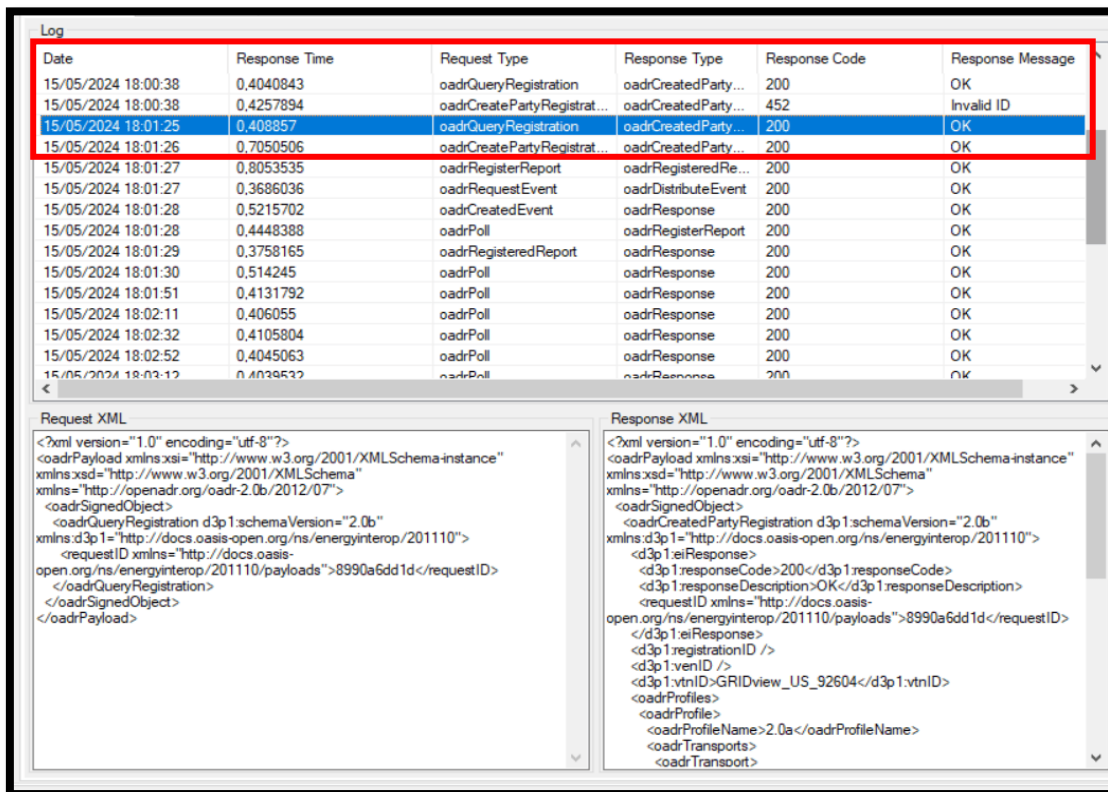 Log
Date Response Time Request Type Response Type Response Code Response Message
15/05/2024 18:00:38 0,4040843 oadrQueryRegistration oadrCreatedParty... 200 OK
15/05/2024 18:00:38 0,4257894 oadrCreatePartyRegistrat... oadrCreatedParty... 452 Invalid ID
15/05/2024 18:01:25 0,408857 oadrQueryRegistration oadrCreatedParty... 200 OK
15/05/2024 18:01:26 0,7050506 oadrCreatePartyRegistrat... oadrCreatedParty... 200 OK
15/05/2024 18:01:27 0,8053535 oadrRegisterReport oadrRegisteredRe... 200 OK
15/05/2024 18:01:27 0,3686036 oadrRequestEvent oadrDistributeEvent 200 OK
15/05/2024 18:01:28 0,5215702 oadrCreatedEvent oadrResponse 200 OK
15/05/2024 18:01:28 0,4448388 oadrPoll oadrRegisterReport 200 OK
15/05/2024 18:01:29 0,3758165 oadrRegisteredReport oadrResponse 200 OK
15/05/2024 18:01:30 0,514245 oadrPoll oadrResponse 200 OK
15/05/2024 18:01:51 0,4131792 oadrPoll oadrResponse 200 OK
15/05/2024 18:02:11 0,406055 oadrPoll oadrResponse 200 OK
15/05/2024 18:02:32 0,4105804 oadrPoll oadrResponse 200 OK
15/05/2024 18:02:52 0,4045063 oadrPoll oadrResponse 200 OK
15/05/2024 18:03:12 0,4039532 oadrPoll oadrResponse 200 OK
Request XML
<?xml version="1.0" encoding="utf-8"?>
<oadrPayload xmlns:xsi="http://www.w3.org/2001/XMLSchema-instance"
xmlns:xsd="http://www.w3.org/2001/XMLSchema"
xmlns="http://openadr.org/oadr-2.0b/2012/07">
<oadrSignedObject>
<oadrQueryRegistration d3p1:schemaVersion="2.0b"
xmlns:d3p1="http://docs.oasis-open.org/ns/energyinterop/201110">
<requestID xmlns="http://docs.oasis-
open.org/ns/energyinterop/201110/payloads">8990a6dd1d</requestID>
</oadrQueryRegistration>
</oadrSignedObject>
</oadrPayload>
Response XML
<?xml version="1.0" encoding="utf-8"?>
<oadrPayload xmlns:xsi="http://www.w3.org/2001/XMLSchema-instance"
xmlns:xsd="http://www.w3.org/2001/XMLSchema"
xmlns="http://openadr.org/oadr-2.0b/2012/07">
<oadrSignedObject>
<oadrCreatedPartyRegistration d3p1:schemaVersion="2.0b"
xmlns:d3p1="http://docs.oasis-open.org/ns/energyinterop/201110">
<d3p1:eiResponse>
<d3p1:responseCode>200</d3p1:responseCode>
<d3p1:responseDescription>OK</d3p1:responseDescription>
<requestID xmlns="http://docs.oasis-
open.org/ns/energyinterop/201110/payloads">8990a6dd1d</requestID>
</d3p1:eiResponse>
<d3p1:registrationID />
<d3p1:venID />
<d3p1:vtnID>GRIDview_US_92604</d3p1:vtnID>
<oadrProfiles>
<oadrProfile>
<oadrProfileName>2.0a</oadrProfileName>
<oadrTransports>
<oadrTransport>